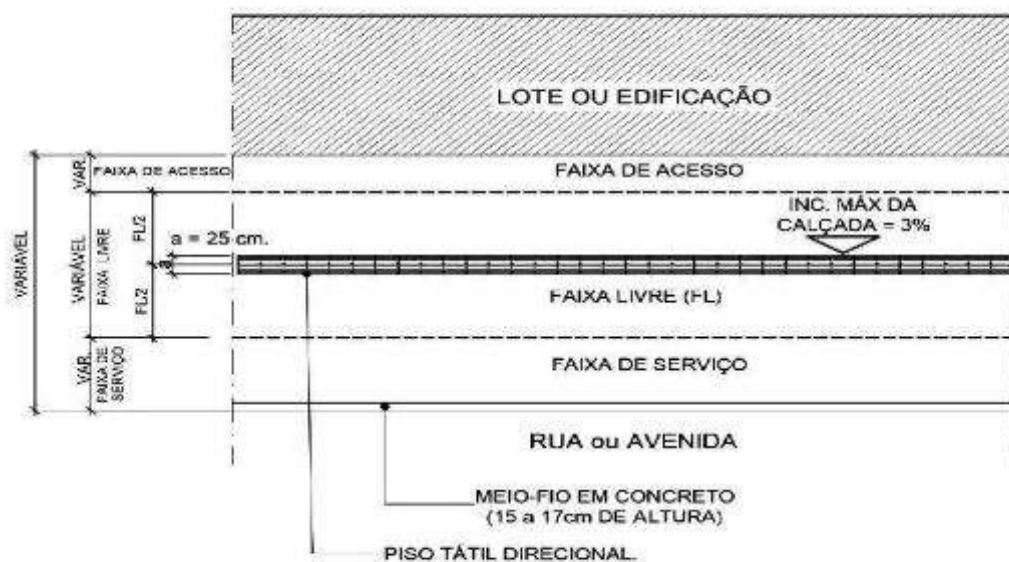 LOTE OU EDIFICAÇÃO
VAR.
FAIXA DE ACESSO
FAIXA DE ACESSO
INC. MÁX DA
CALÇADA = 3%
VARIAVEL
VARIÁVEL
FAIXA LIVRE
FL/2
a = 25 cm.
a
FL/2
FAIXA LIVRE (FL)
VAR.
FAIXA DE
SERVIÇO
FAIXA DE SERVIÇO
RUA ou AVENIDA
MEIO-FIO EM CONCRETO
(15 a 17cm DE ALTURA)
PISO TÁTIL DIRECIONAL.